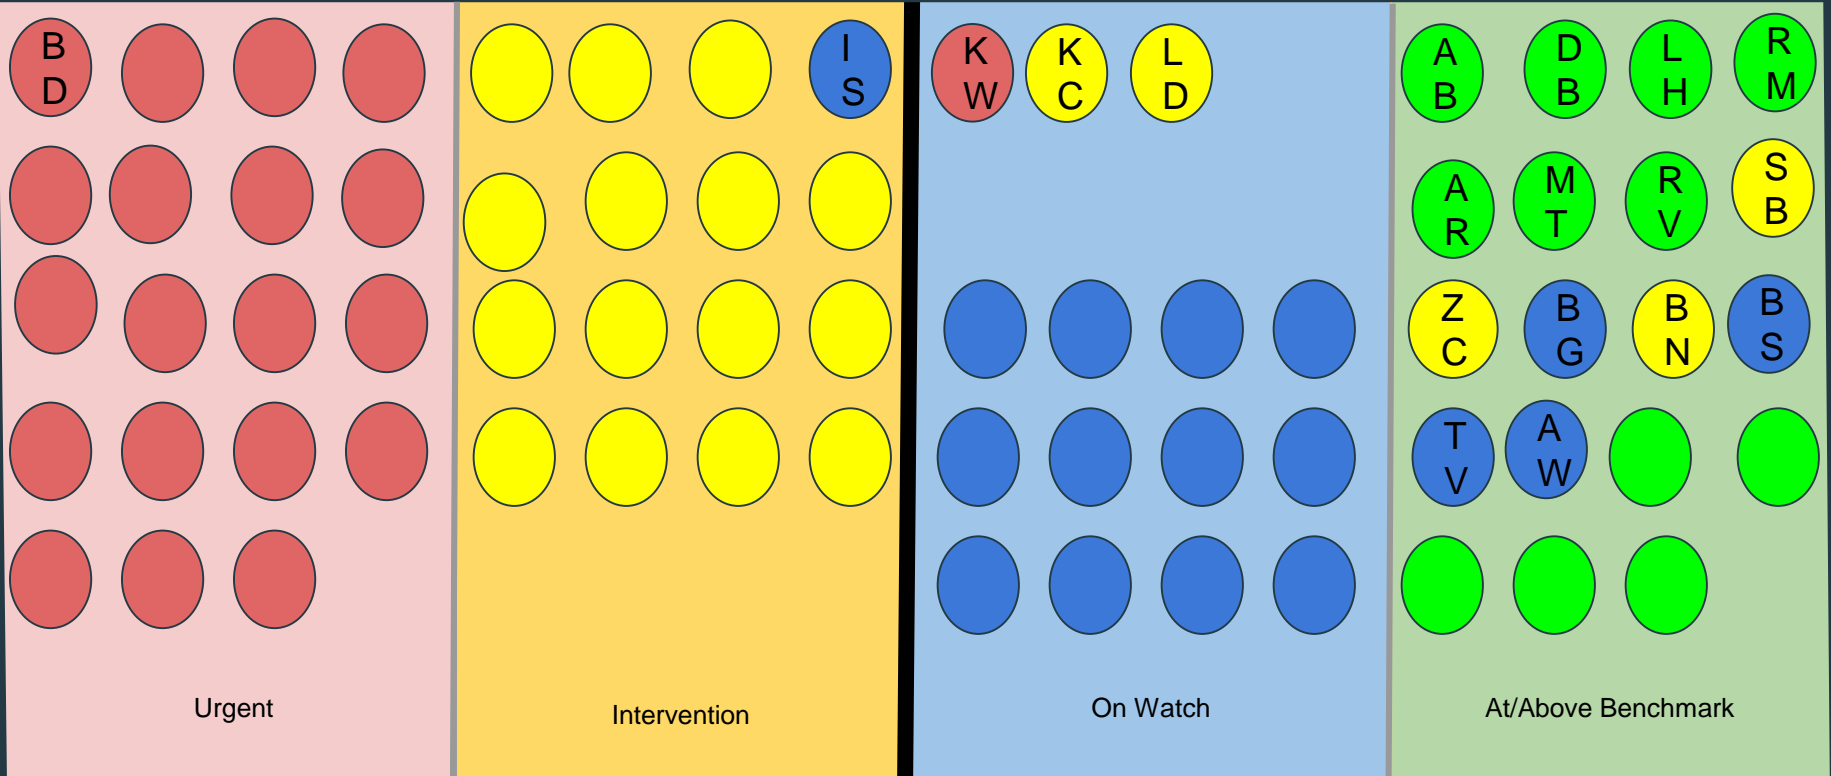 B
D
I
S
K
W
K
C
L
D
A
B
D
B
L
H
R
M
A
R
M
T
R
V
S
B
Z
C
B
G
B
N
B
S
T
V
A
W
Urgent
Intervention
On Watch
At/Above Benchmark